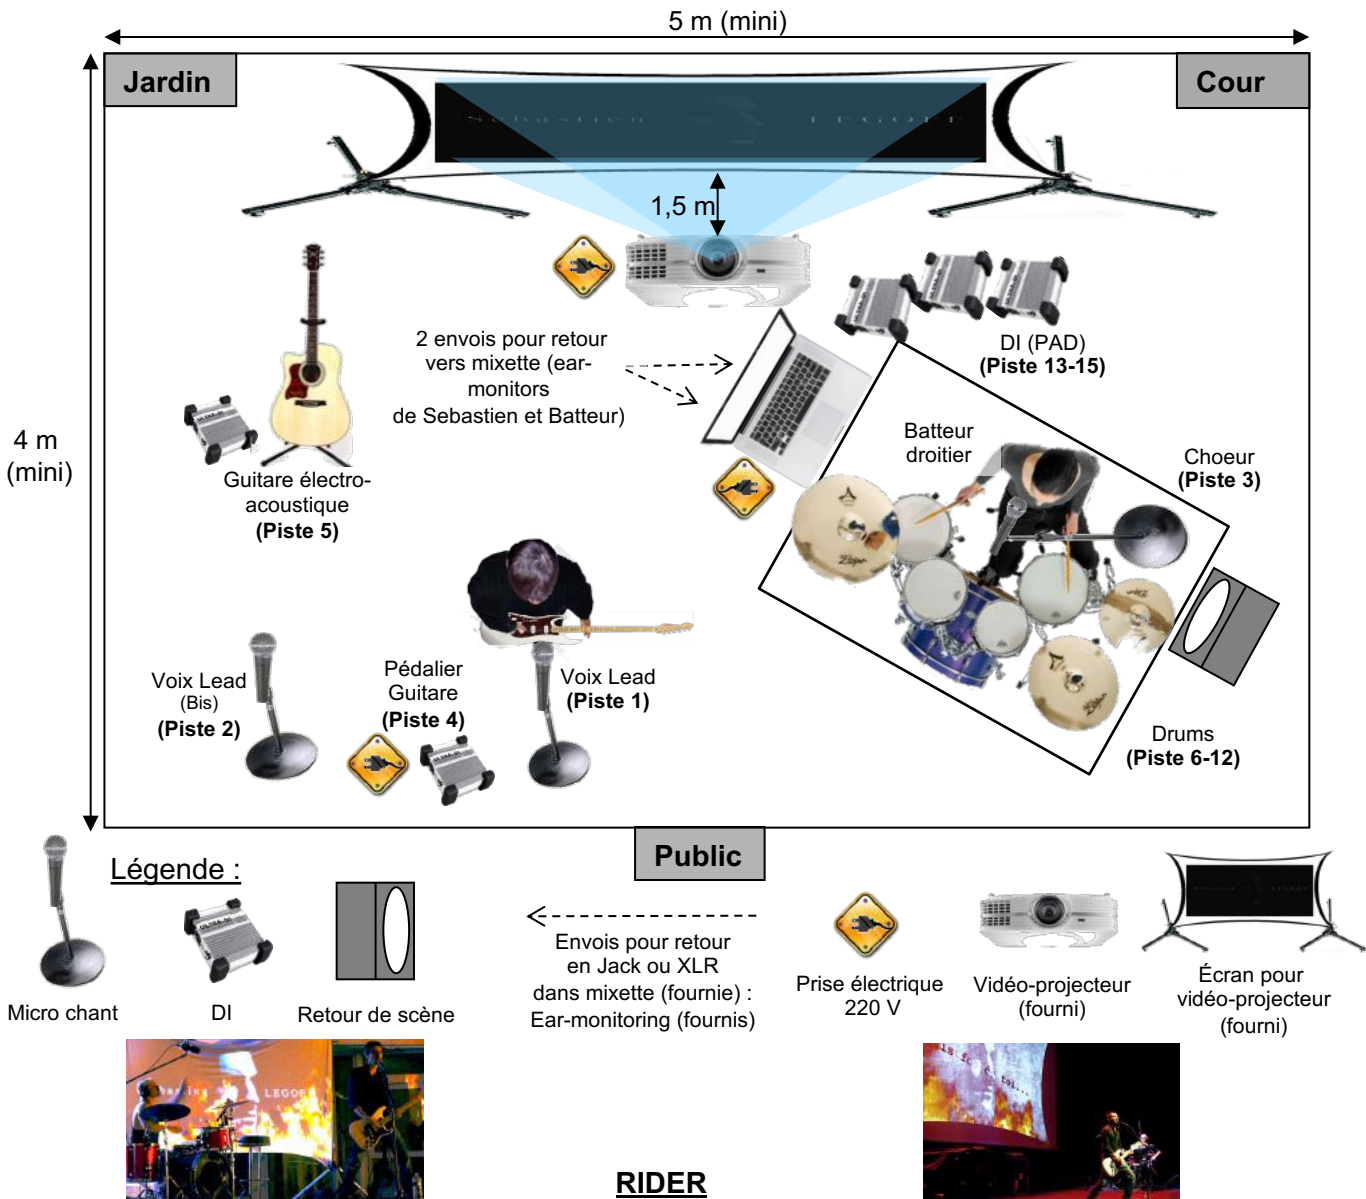 5 m (mini)
Jardin
Cour
Sebastien LEGOFF
1,5 m
2 envois pour retour
vers mixette (ear-
monitors
de Sebastien et Batteur)
DI (PAD)
(Piste 13-15)
4 m
(mini)
Guitare électro-
acoustique
(Piste 5)
Batteur
droitier
Choeur
(Piste 3)
Voix Lead
(Bis)
(Piste 2)
Pédalier
Guitare
(Piste 4)
Voix Lead
(Piste 1)
Drums
(Piste 6-12)
Public
Légende :
Micro chant
DI
Retour de scène
Envois pour retour
en Jack ou XLR
dans mixette (fournie) :
Ear-monitoring (fournis)
Prise électrique
220 V
Vidéo-projecteur
(fourni)
Écran pour
vidéo-projecteur
(fourni)
RIDER